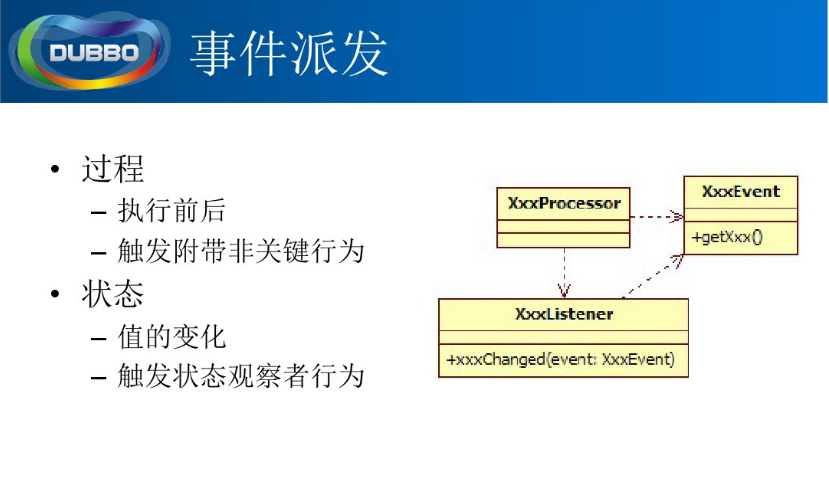 DUBBO
事件派发
• 过程
– 执行前后
– 触发附带非关键行为
• 状态
– 值的变化
– 触发状态观察者行为
XxxProcessor
XxxEvent
+getXxx()
XxxListener
+xxxChanged(event: XxxEvent)